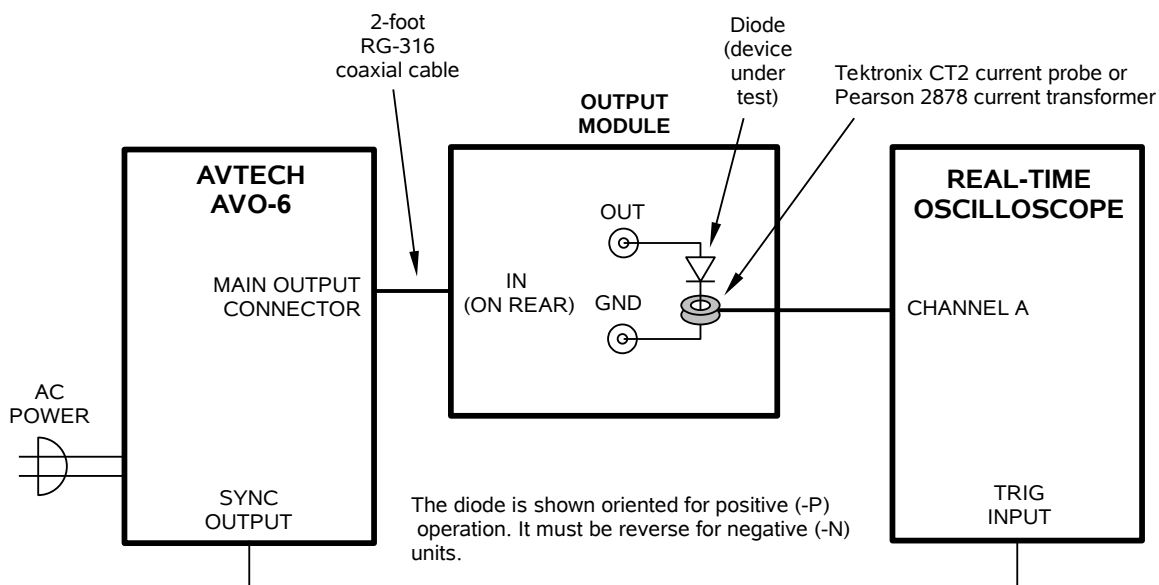 2-foot
RG-316
coaxial cable
Diode
(device
under
test)
Tektronix CT2 current probe or
Pearson 2878 current transformer
OUTPUT
MODULE
AVTECH
AVO-6
REAL-TIME
OSCILLOSCOPE
OUT
MAIN OUTPUT
CONNECTOR
IN
(ON REAR)
GND
CHANNEL A
AC
POWER
SYNC
OUTPUT
The diode is shown oriented for positive (-P)
operation. It must be reverse for negative (-N)
units.
TRIG
INPUT